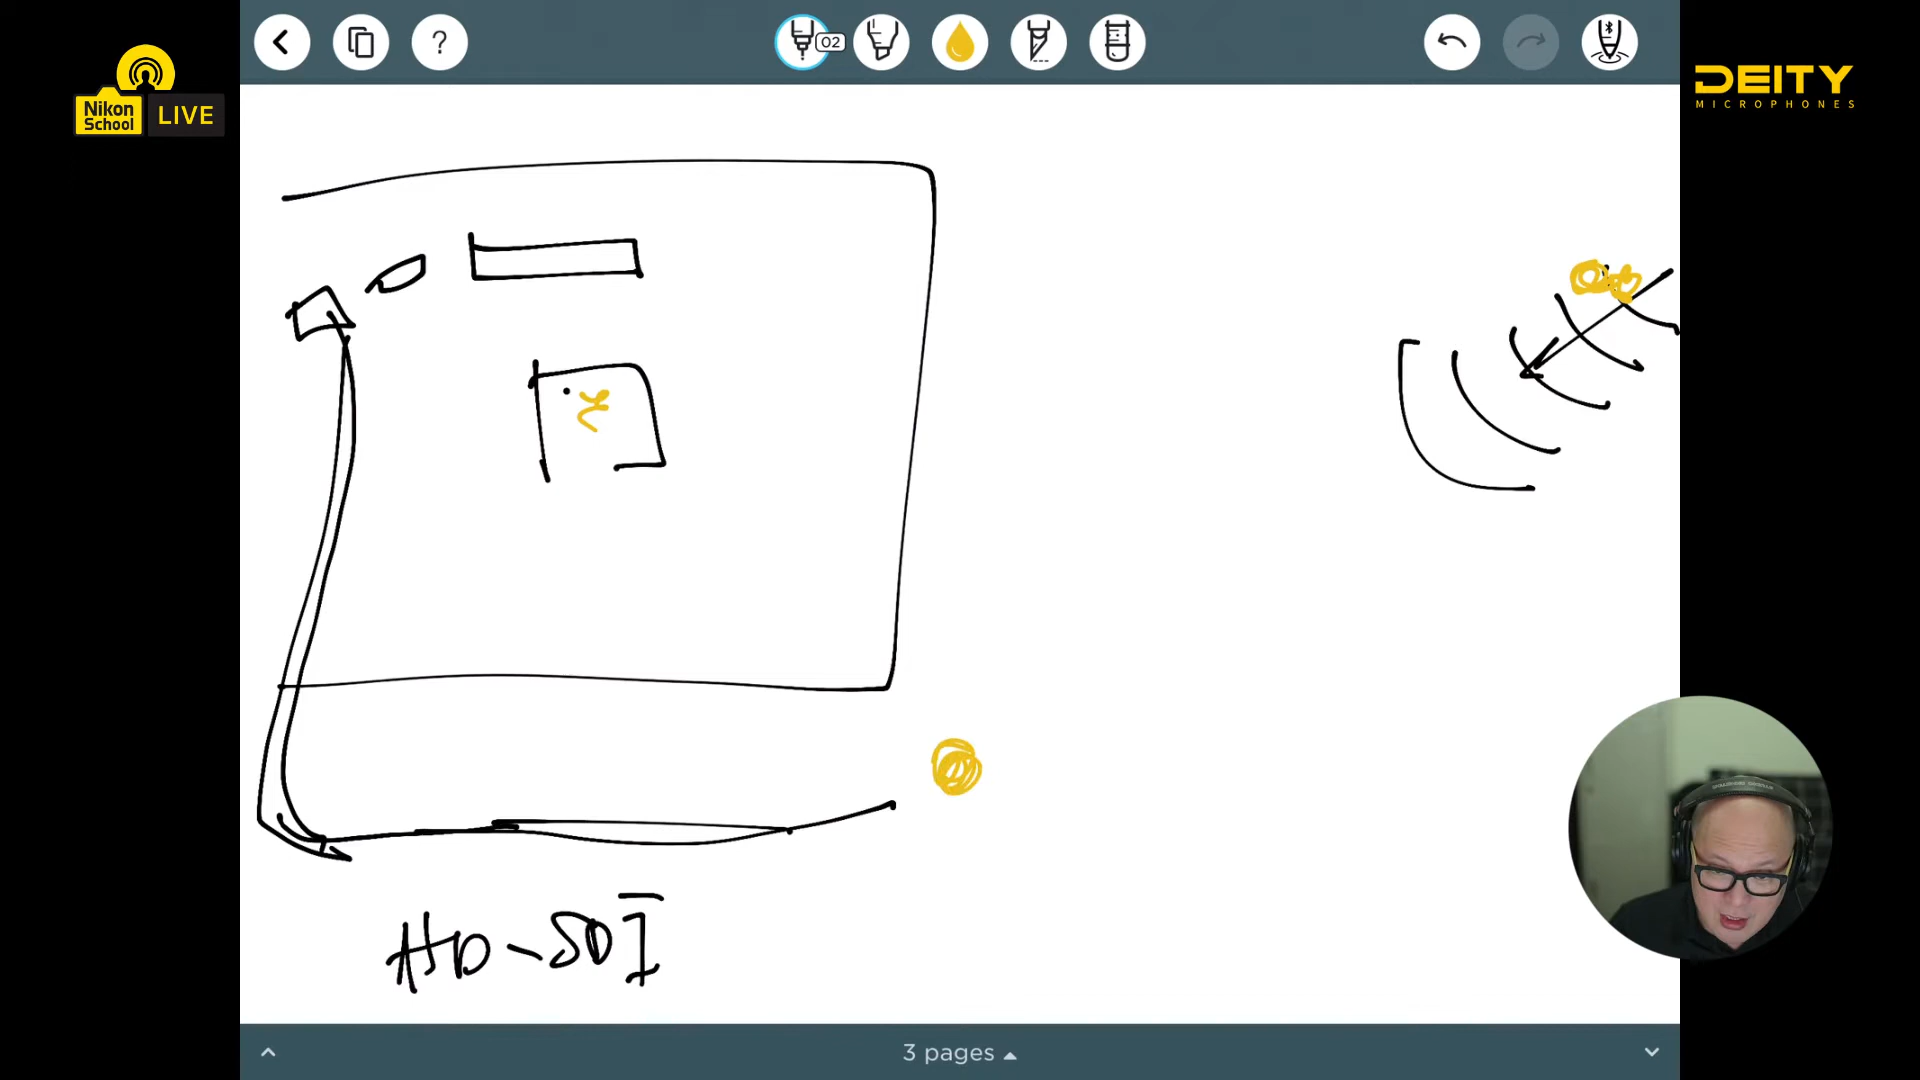 Nikon
School
LIVE
?
02
DEITY
MICROPHONES
HD-SDI
3 pages